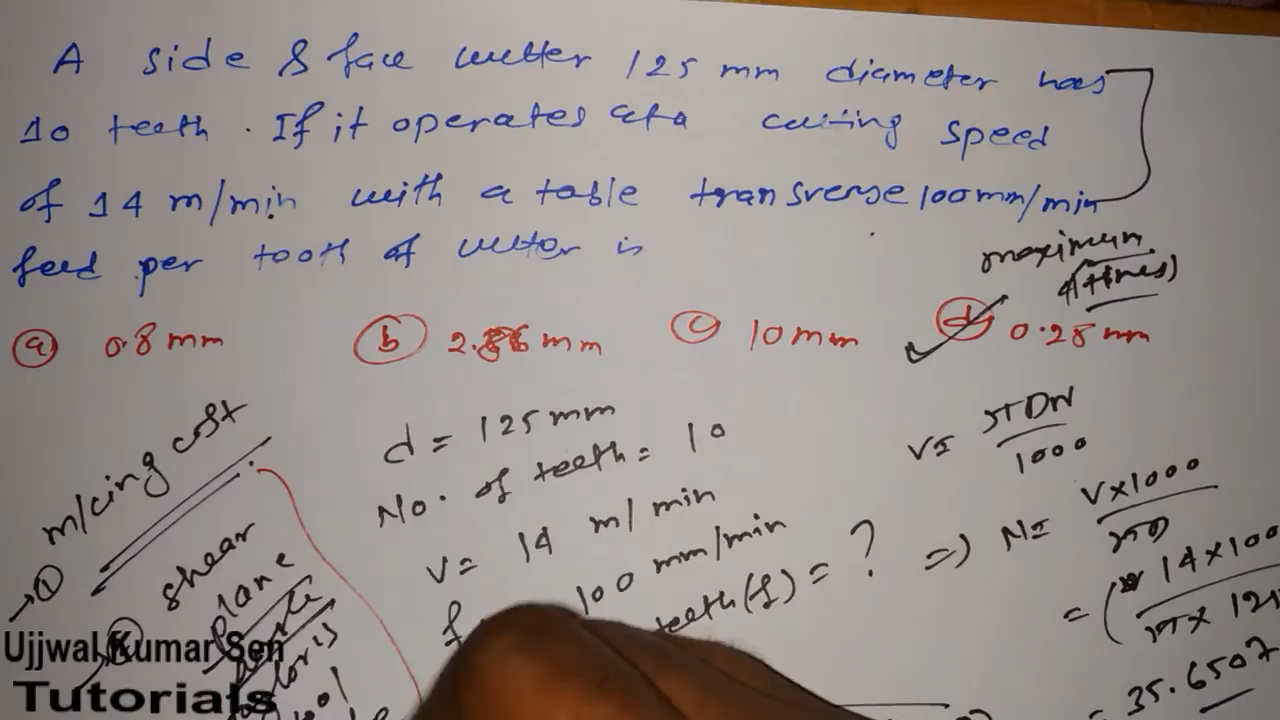 A side & face cutter 125 mm diameter has
10 teeth. If it operates at a cutting speed
of 14 m/min with a table transverse 100 mm/min
feed per tooth of cutter is
maximum
(times)
(a) 0.8 mm (b) 2.86 mm (c) 10 mm (d) 0.28 mm
m/cing cost
d = 125 mm
No. of teeth = 10
V = 14 m/min
100 mm/min
teeth (f) = ?
V = πDN / 1000
=> N = V×1000 / πD
= (14×100
π× 12
= 35.6507
① shear
plane
Ujjwal Kumar Sen
Tutorials